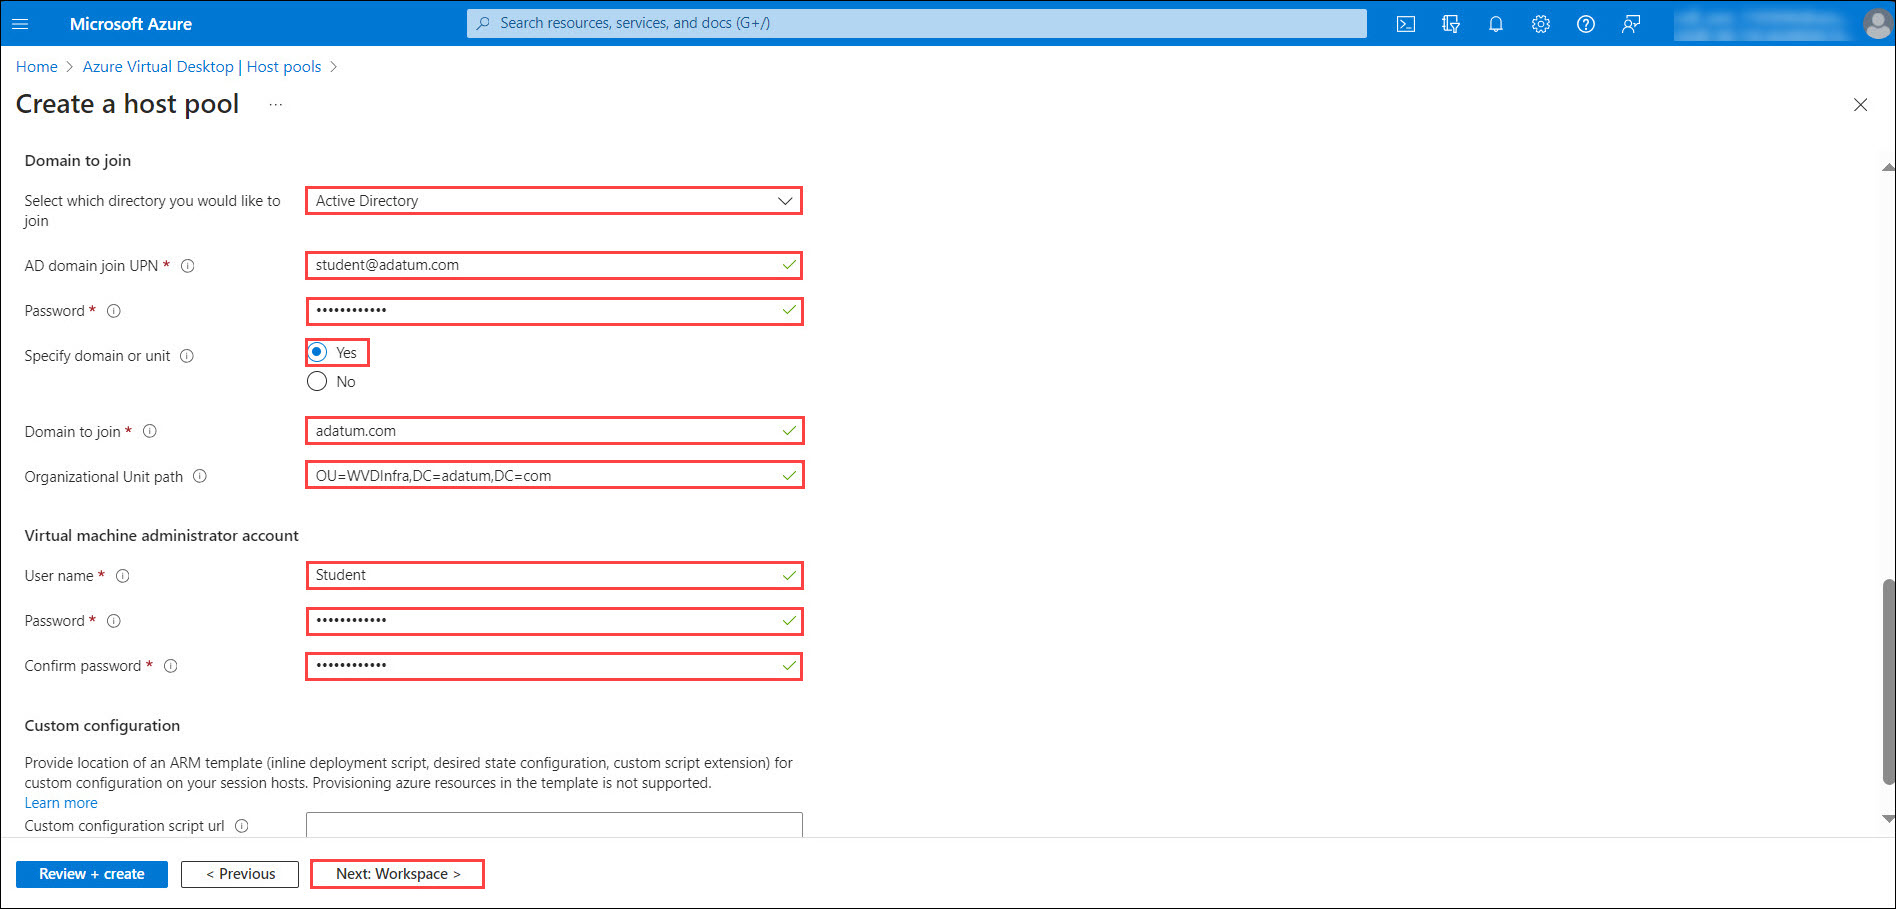 Microsoft Azure
Search resources, services, and docs (G+/)
Home > Azure Virtual Desktop | Host pools >
Create a host pool ...
Domain to join
Select which directory you would like to
join
Active Directory
AD domain join UPN *
student@adatum.com
Password *
••••••••••••
Specify domain or unit
Yes
No
Domain to join *
adatum.com
Organizational Unit path
OU=WVDInfra,DC=adatum,DC=com
Virtual machine administrator account
User name *
Student
Password *
••••••••••••
Confirm password *
••••••••••••
Custom configuration
Provide location of an ARM template (inline deployment script, desired state configuration, custom script extension) for
custom configuration on your session hosts. Provisioning azure resources in the template is not supported.
Learn more
Custom configuration script url
Review + create
< Previous
Next: Workspace >